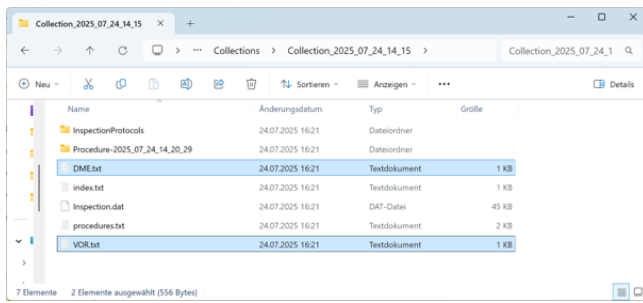 Collection_2025_07_24_14_15
Collections > Collection_2025_07_24_14_15 >
Collection_2025_07_24_1
Neu
Sortieren
Anzeigen
Details
Name Änderungsdatum Typ Größe
InspectionProtocols 24.07.2025 16:21 Dateiordner
Procedure-2025_07_24_14_20_29 24.07.2025 16:21 Dateiordner
DME.txt 24.07.2025 16:21 Textdokument 1 KB
index.txt 24.07.2025 16:21 Textdokument 1 KB
Inspection.dat 24.07.2025 16:21 DAT-Datei 45 KB
procedures.txt 24.07.2025 16:21 Textdokument 2 KB
VOR.txt 24.07.2025 16:21 Textdokument 1 KB
7 Elemente 2 Elemente ausgewählt (556 Bytes)